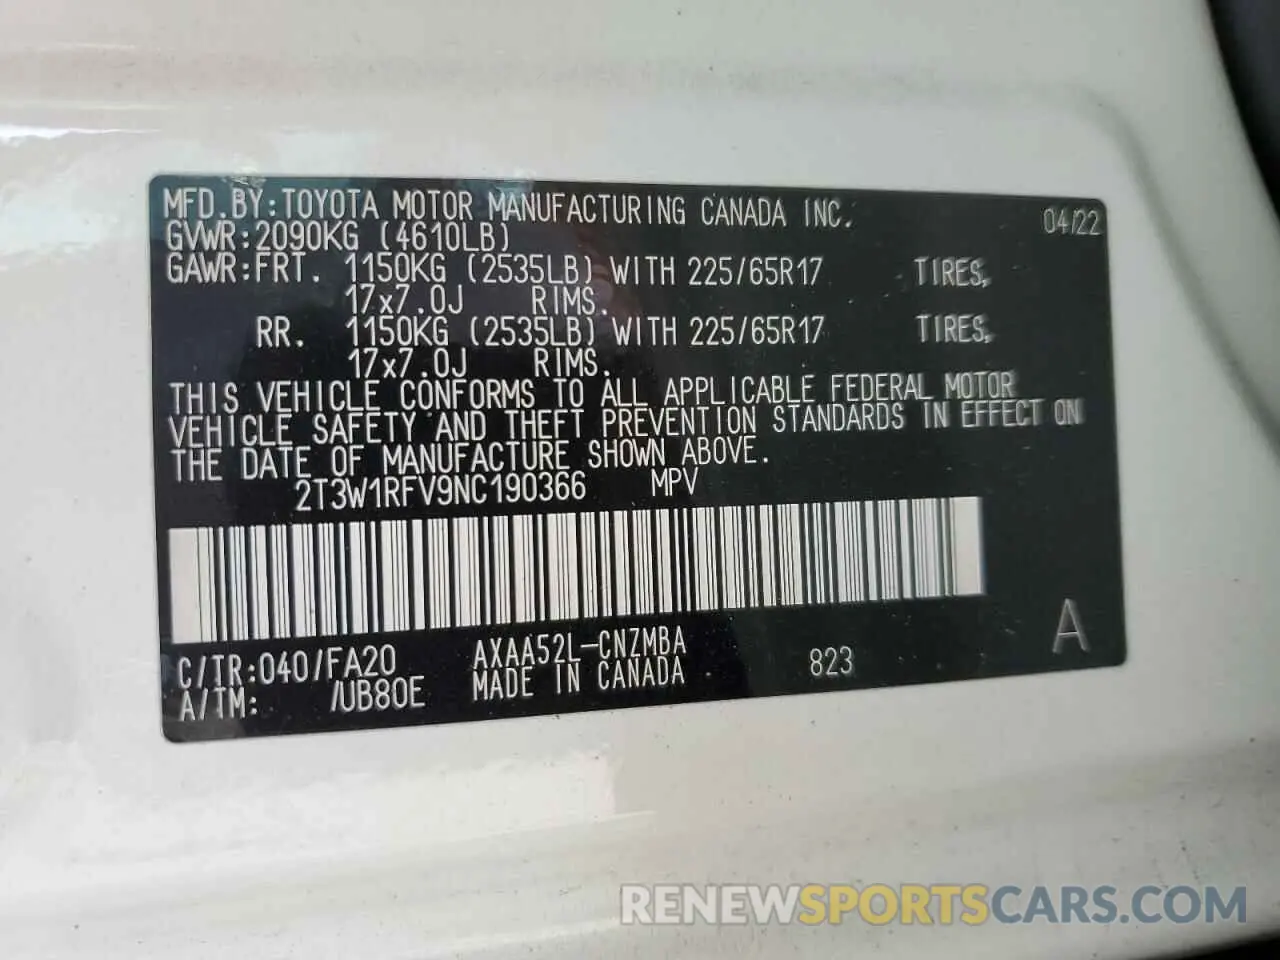 MFD.BY:TOYOTA MOTOR MANUFACTURING CANADA INC. 04/22
GVWR:2090KG (4610LB)
GAWR:FRT. 1150KG (2535LB) WITH 225/65R17 TIRES,
17x7.0J RIMS.
RR. 1150KG (2535LB) WITH 225/65R17 TIRES,
17x7.0J RIMS.
THIS VEHICLE CONFORMS TO ALL APPLICABLE FEDERAL MOTOR
VEHICLE SAFETY AND THEFT PREVENTION STANDARDS IN EFFECT ON
THE DATE OF MANUFACTURE SHOWN ABOVE.
2T3W1RFV9NC190366 MPV
C/TR:040/FA20 AXAA52L-CNZMBA 823 A
A/TM: /UB80E MADE IN CANADA
RENEWSPORTSCARS.COM